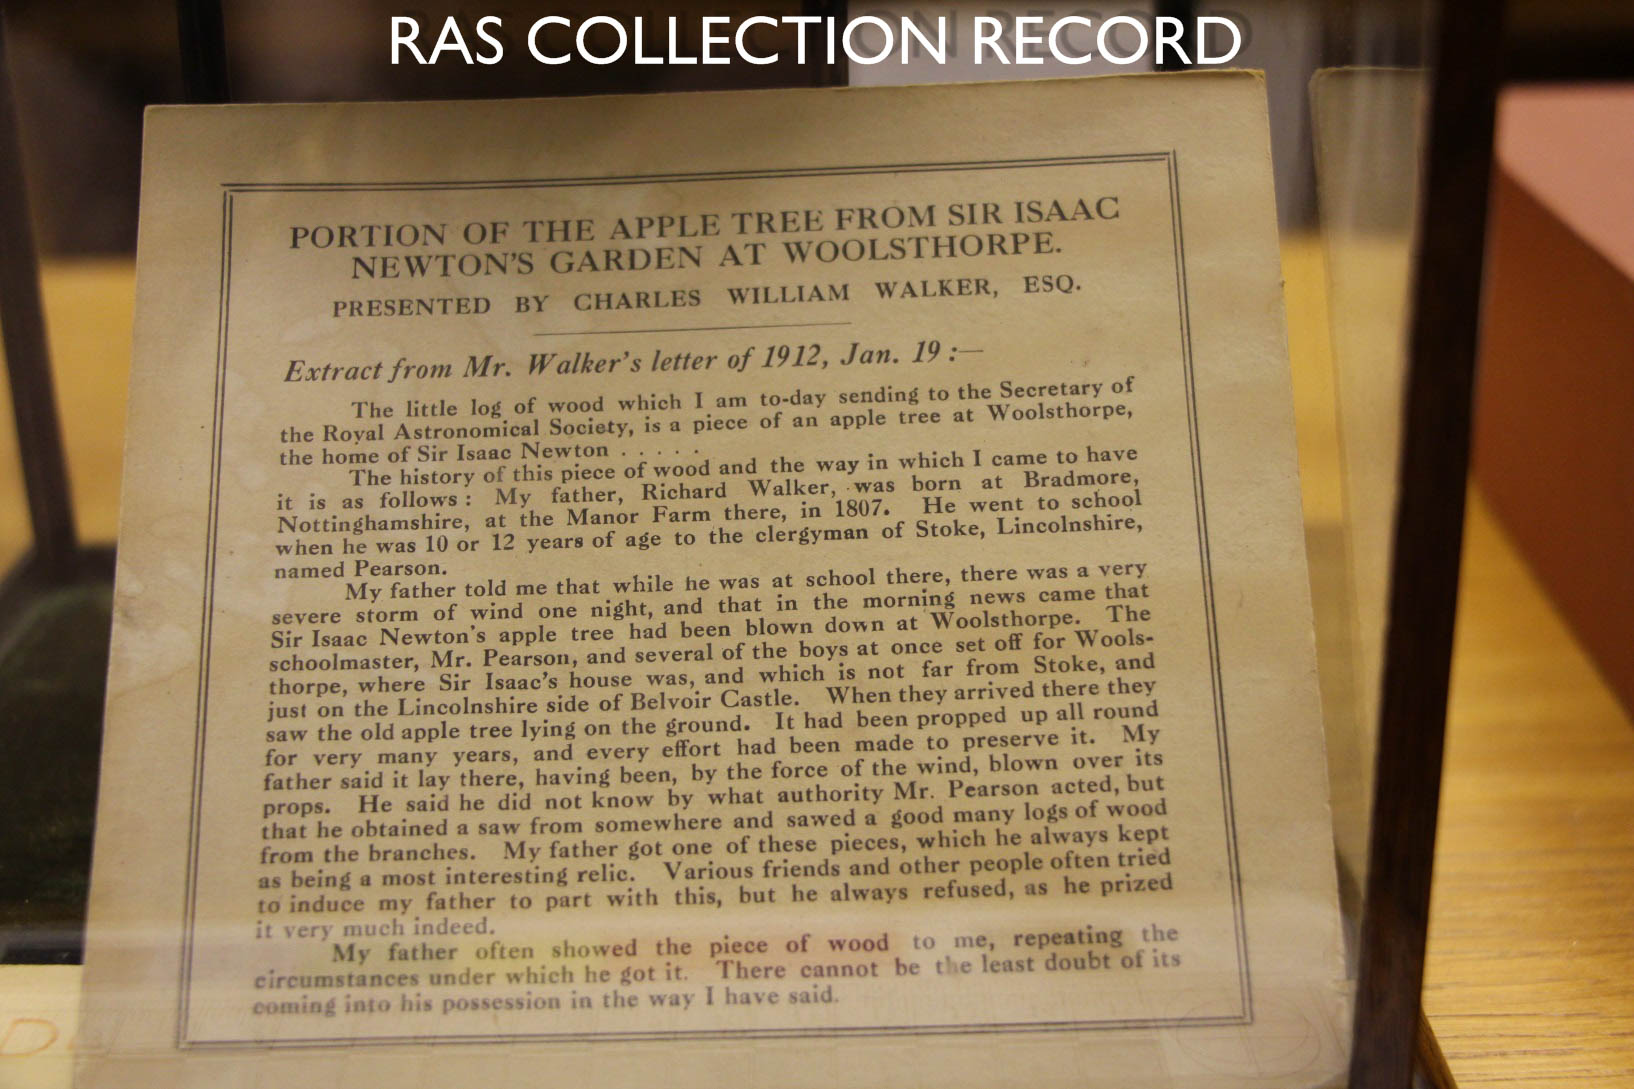 RAS COLLECTION RECORD
PORTION OF THE APPLE TREE FROM SIR ISAAC
NEWTON'S GARDEN AT WOOLSTHORPE.
PRESENTED BY CHARLES WILLIAM WALKER, ESQ.
Extract from Mr. Walker's letter of 1912, Jan. 19 :—
The little log of wood which I am to-day sending to the Secretary of
the Royal Astronomical Society, is a piece of an apple tree at Woolsthorpe,
the home of Sir Isaac Newton . . . . .
The history of this piece of wood and the way in which I came to have
it is as follows : My father, Richard Walker, was born at Bradmore,
Nottinghamshire, at the Manor Farm there, in 1807. He went to school
when he was 10 or 12 years of age to the clergyman of Stoke, Lincolnshire,
named Pearson.
My father told me that while he was at school there, there was a very
severe storm of wind one night, and that in the morning news came that
Sir Isaac Newton's apple tree had been blown down at Woolsthorpe. The
schoolmaster, Mr. Pearson, and several of the boys at once set off for Wools-
thorpe, where Sir Isaac's house was, and which is not far from Stoke, and
just on the Lincolnshire side of Belvoir Castle. When they arrived there they
saw the old apple tree lying on the ground. It had been propped up all round
for very many years, and every effort had been made to preserve it. My
father said it lay there, having been, by the force of the wind, blown over its
props. He said he did not know by what authority Mr. Pearson acted, but
that he obtained a saw from somewhere and sawed a good many logs of wood
from the branches. My father got one of these pieces, which he always kept
as being a most interesting relic. Various friends and other people often tried
to induce my father to part with this, but he always refused, as he prized
it very much indeed.
My father often showed the piece of wood to me, repeating the
circumstances under which he got it. There cannot be the least doubt of its
coming into his possession in the way I have said.